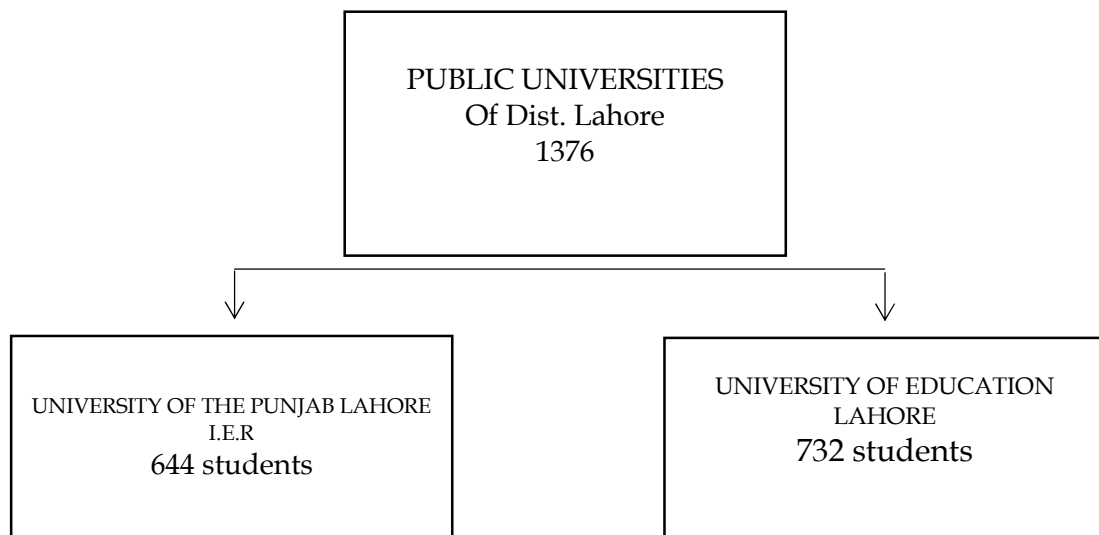 PUBLIC UNIVERSITIES
Of Dist. Lahore
1376
UNIVERSITY OF THE PUNJAB LAHORE
I.E.R
644 students
UNIVERSITY OF EDUCATION
LAHORE
732 students